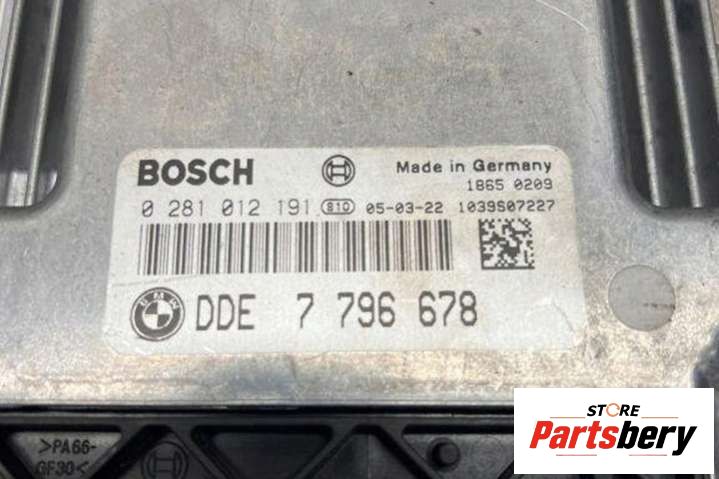 BOSCH
Made in Germany
1865 0209
0 281 012 191 810 05-03-22 1039S07227
BMW
DDE 7 796 678
>PA66-
GF30<
STORE
Partsbery